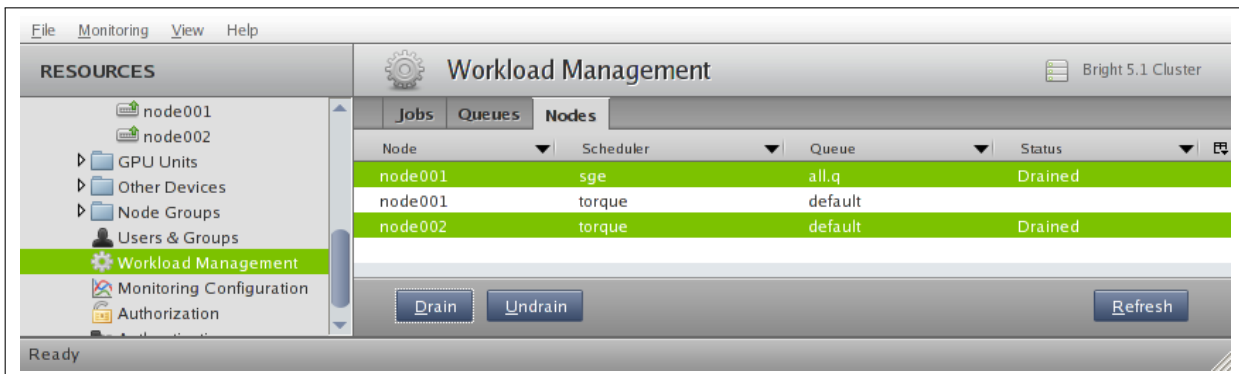 File Monitoring View Help
RESOURCES
node001
node002
GPU Units
Other Devices
Node Groups
Users & Groups
Workload Management
Monitoring Configuration
Authorization
Workload Management
Bright 5.1 Cluster
Jobs Queues Nodes
Node Scheduler Queue Status
node001 sge all.q Drained
node001 torque default
node002 torque default Drained
Drain Undrain Refresh
Ready